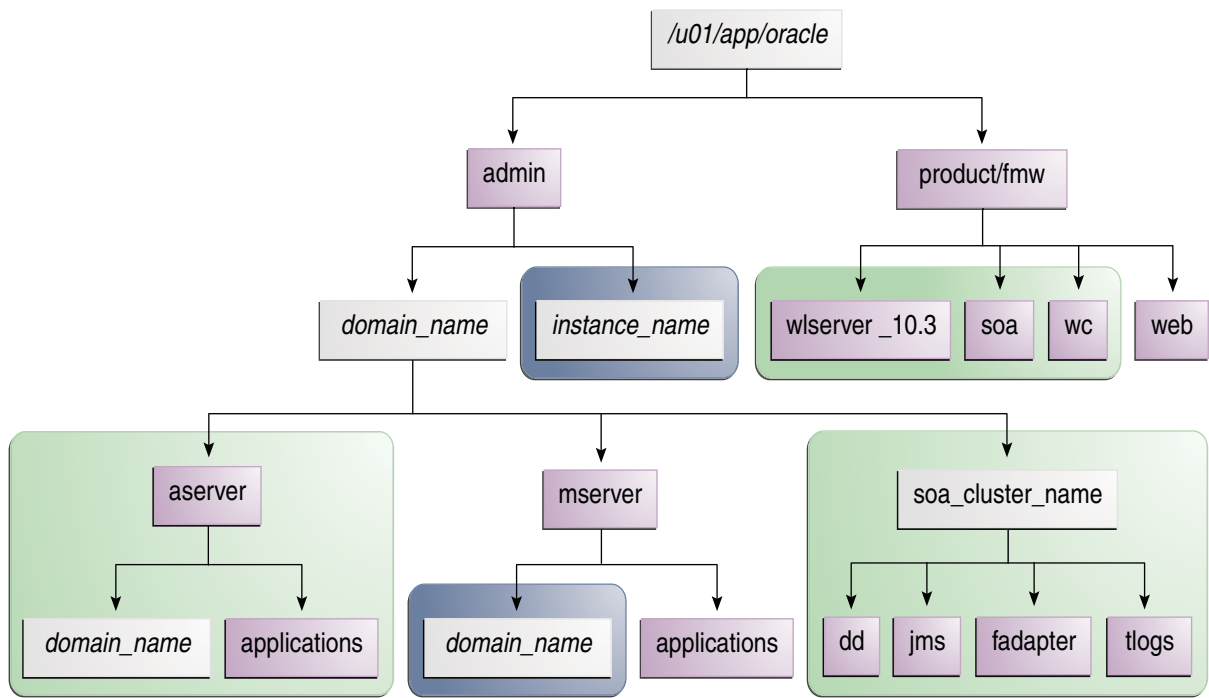 /u01/app/oracle
admin
product/fmw
domain_name
instance_name
wlserver _10.3
soa
wc
web
aserver
mserver
soa_cluster_name
domain_name
applications
domain_name
applications
dd
jms
fadapter
tlogs